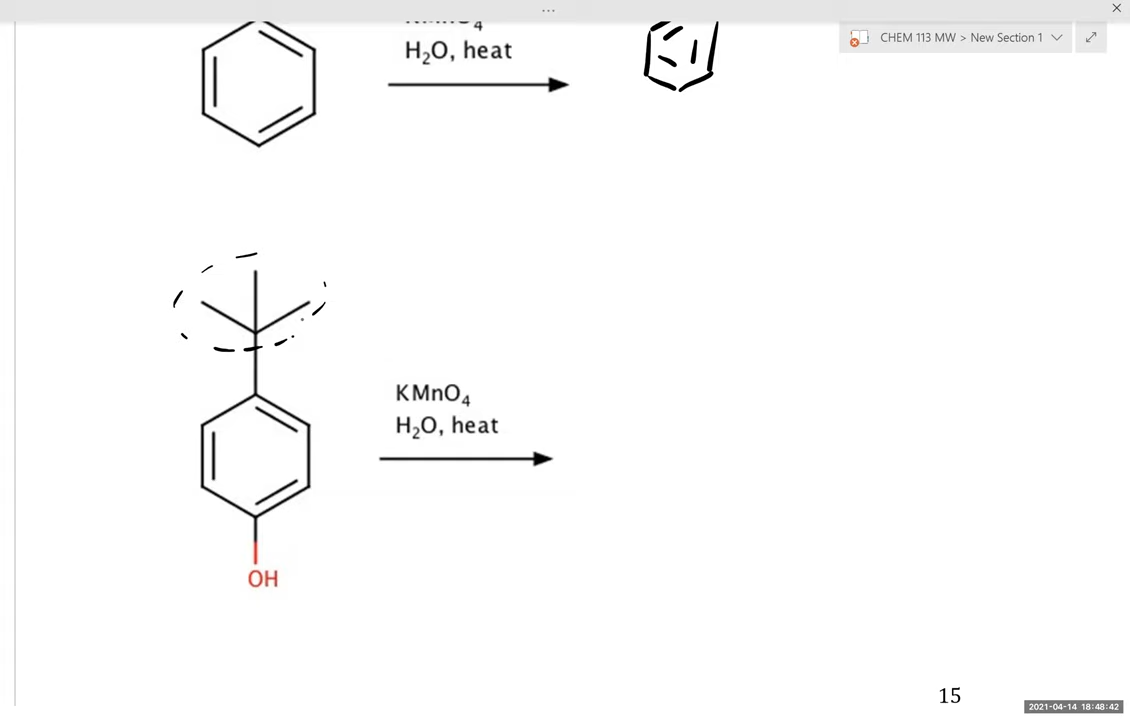 ...
CHEM 113 MW > New Section 1
H₂O, heat
KMnO₄
H₂O, heat
OH
15
2021-04-14 18:48:42